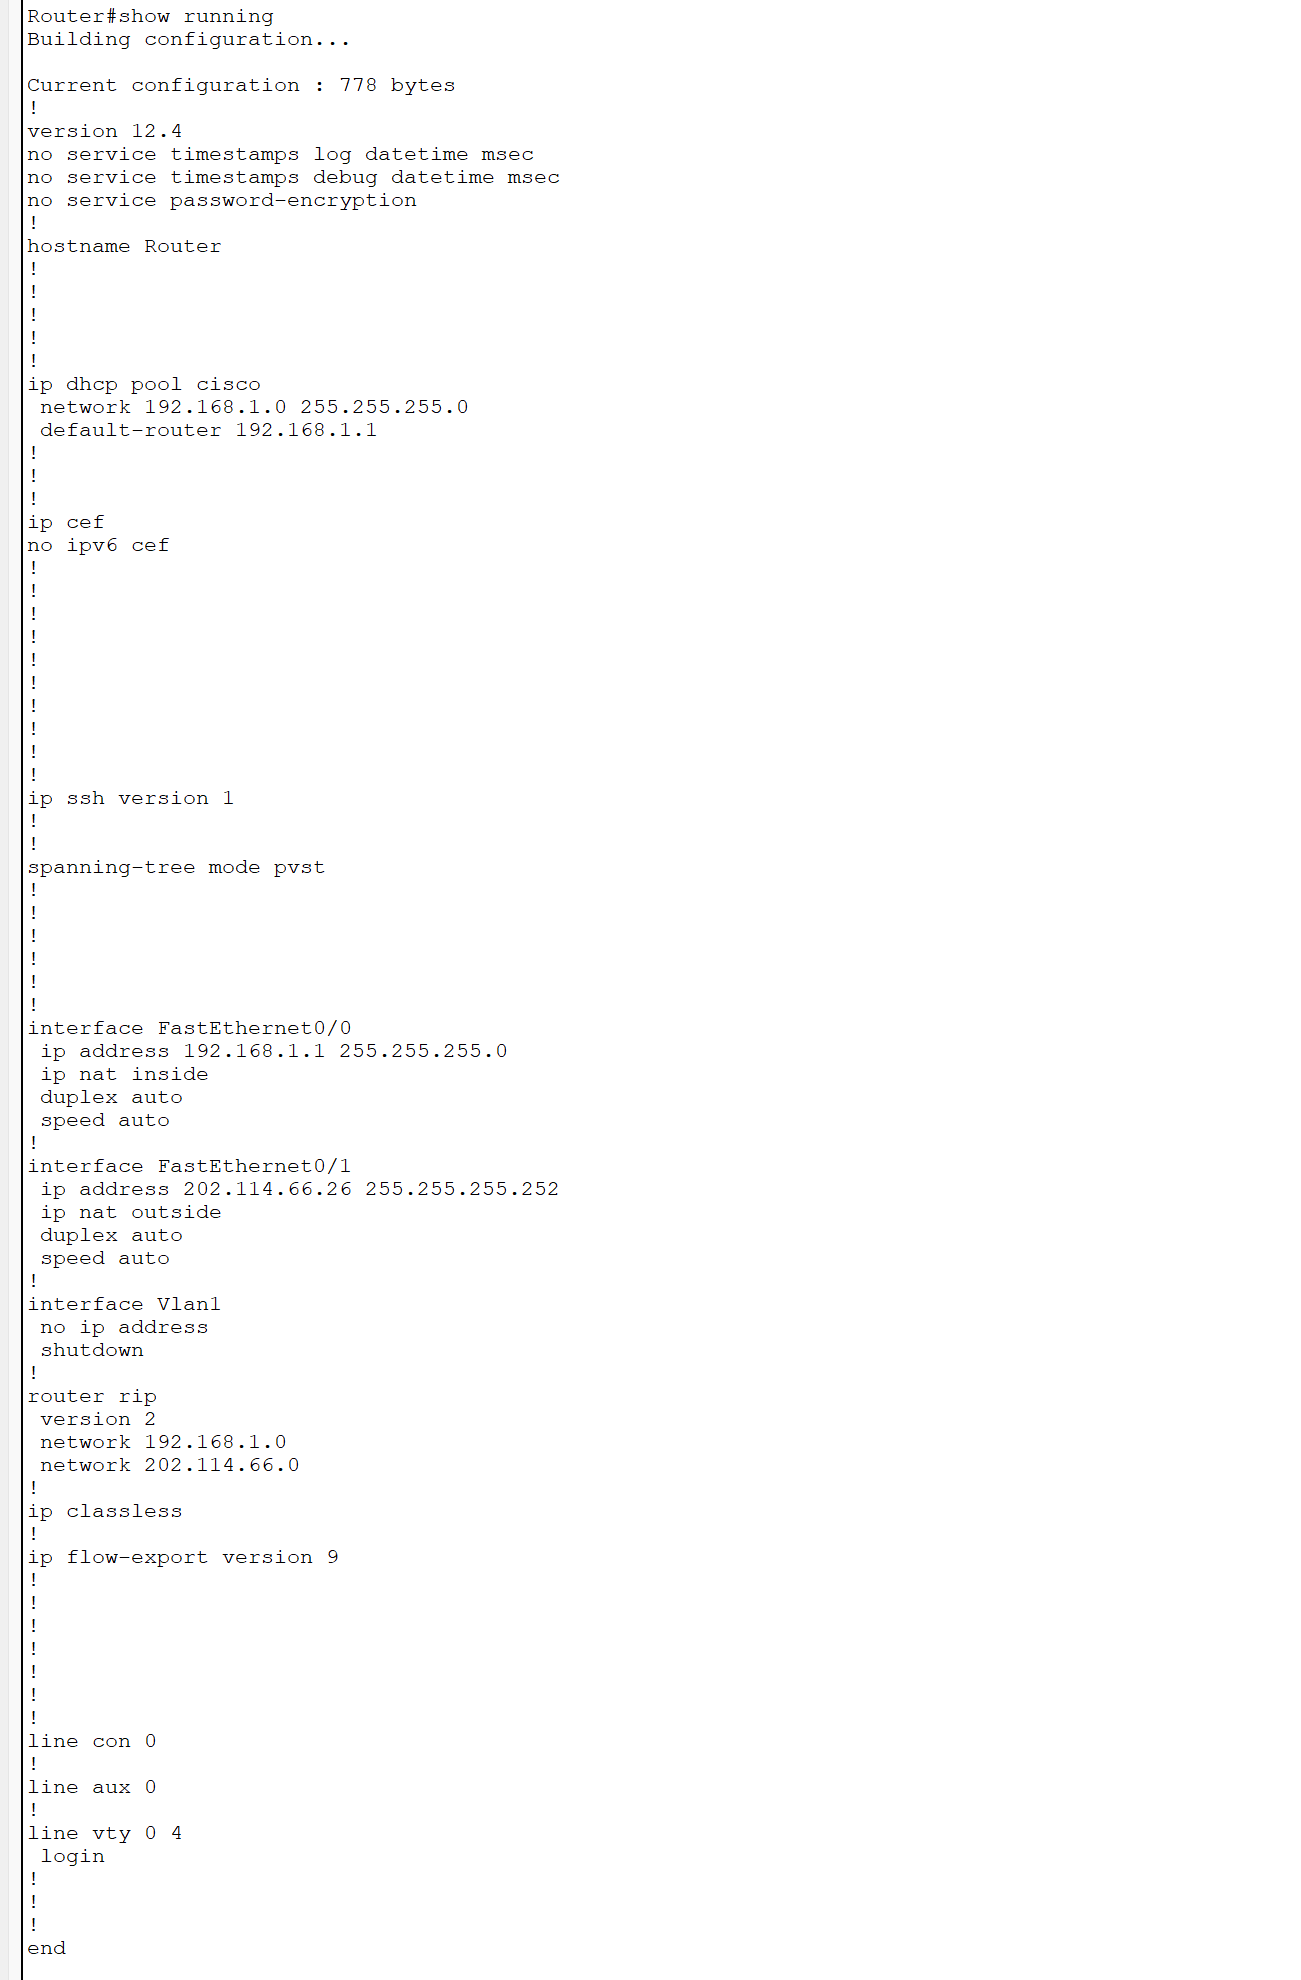 Router#show running
Building configuration...
Current configuration : 778 bytes
!
version 12.4
no service timestamps log datetime msec
no service timestamps debug datetime msec
no service password-encryption
!
hostname Router
!
!
!
!
!
ip dhcp pool cisco
 network 192.168.1.0 255.255.255.0
 default-router 192.168.1.1
!
!
!
ip cef
no ipv6 cef
!
!
!
!
!
!
!
!
!
!
ip ssh version 1
!
!
spanning-tree mode pvst
!
!
!
!
!
!
interface FastEthernet0/0
 ip address 192.168.1.1 255.255.255.0
 ip nat inside
 duplex auto
 speed auto
!
interface FastEthernet0/1
 ip address 202.114.66.26 255.255.255.252
 ip nat outside
 duplex auto
 speed auto
!
interface Vlan1
 no ip address
 shutdown
!
router rip
 version 2
 network 192.168.1.0
 network 202.114.66.0
!
ip classless
!
ip flow-export version 9
!
!
!
!
!
!
!
line con 0
!
line aux 0
!
line vty 0 4
 login
!
!
!
end